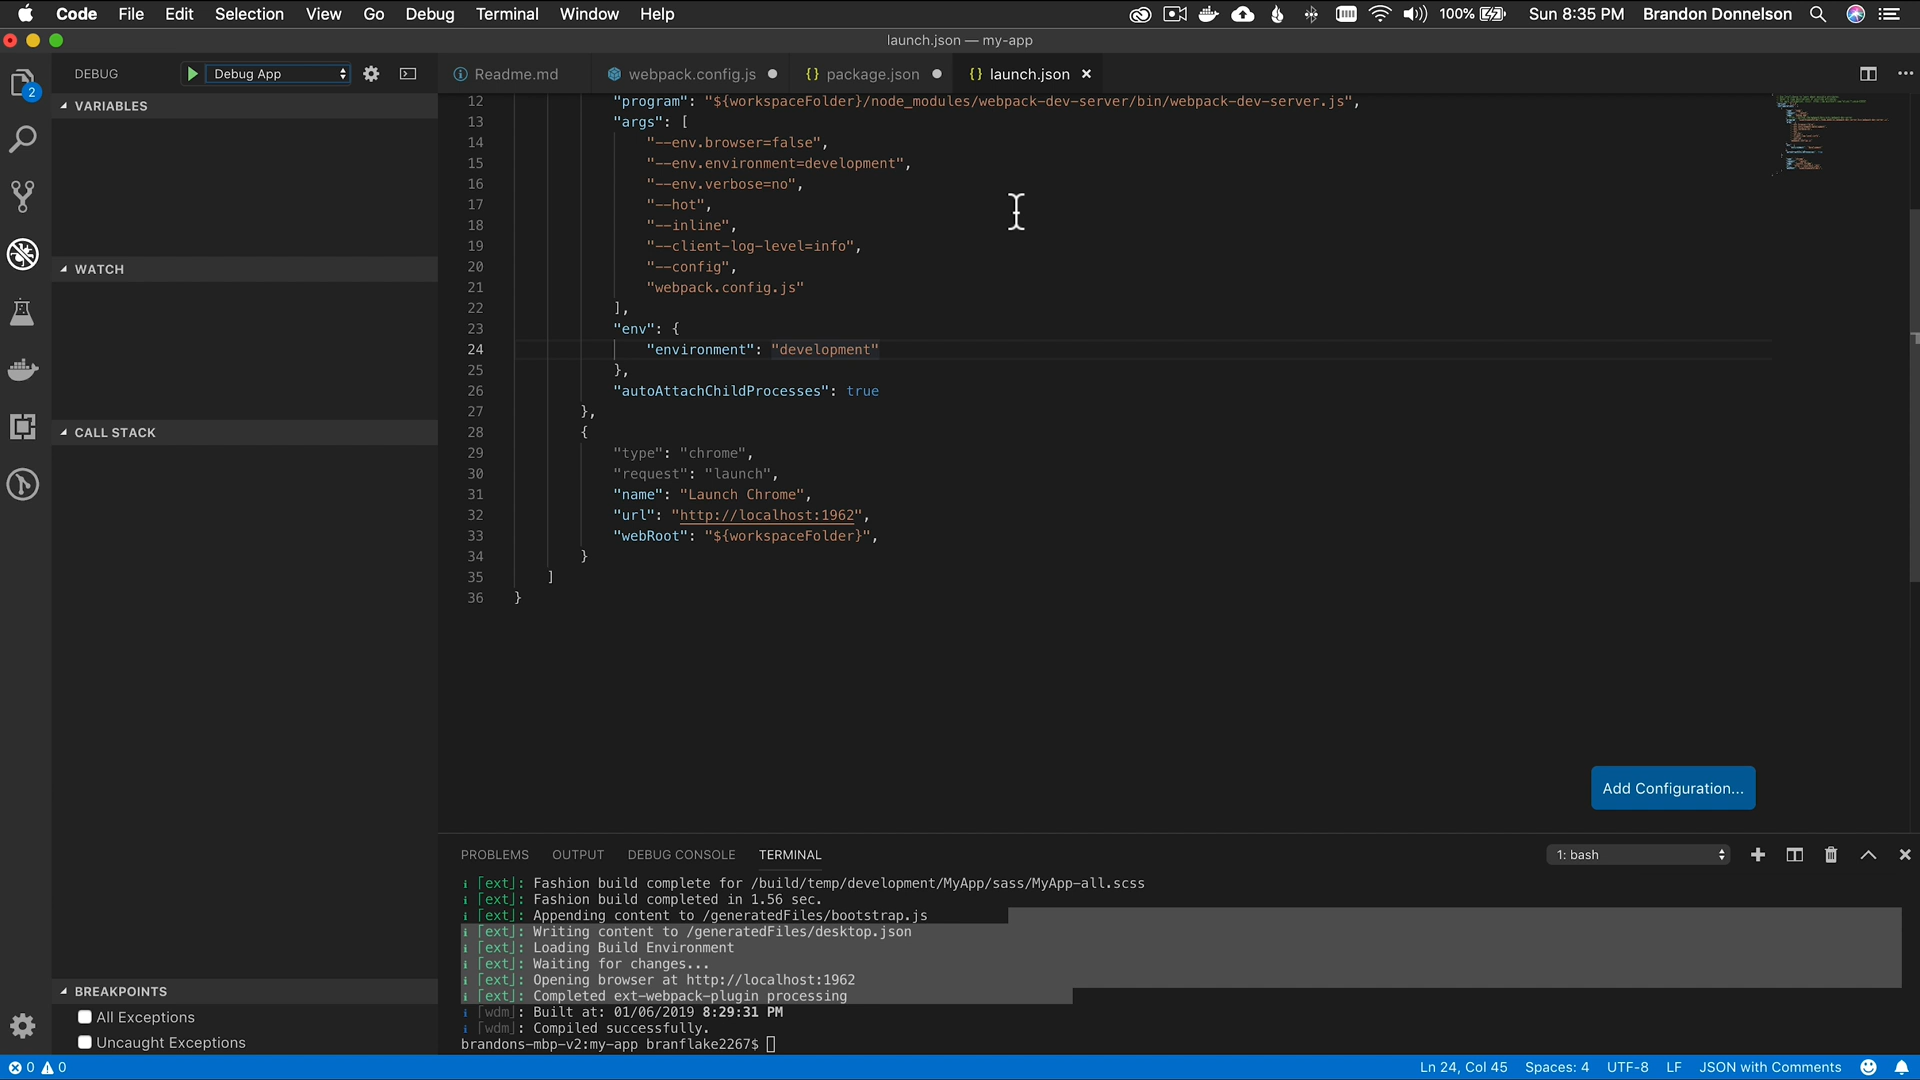 Code File Edit Selection View Go Debug Terminal Window Help 100% Sun 8:35 PM Brandon Donnelson
launch.json — my-app
DEBUG Debug App Readme.md webpack.config.js {} package.json {} launch.json
2
VARIABLES
WATCH
CALL STACK
BREAKPOINTS
All Exceptions
Uncaught Exceptions
12 "program": "${workspaceFolder}/node_modules/webpack-dev-server/bin/webpack-dev-server.js",
13 "args": [
14 "--env.browser=false",
15 "--env.environment=development",
16 "--env.verbose=no",
17 "--hot",
18 "--inline",
19 "--client-log-level=info",
20 "--config",
21 "webpack.config.js"
22 ],
23 "env": {
24 "environment": "development"
25 },
26 "autoAttachChildProcesses": true
27 },
28 {
29 "type": "chrome",
30 "request": "launch",
31 "name": "Launch Chrome",
32 "url": "http://localhost:1962",
33 "webRoot": "${workspaceFolder}",
34 }
35 ]
36 }
Add Configuration...
PROBLEMS OUTPUT DEBUG CONSOLE TERMINAL 1: bash
i ｢ext｣: Fashion build complete for /build/temp/development/MyApp/sass/MyApp-all.scss
i ｢ext｣: Fashion build completed in 1.56 sec.
i ｢ext｣: Appending content to /generatedFiles/bootstrap.js
i ｢ext｣: Writing content to /generatedFiles/desktop.json
i ｢ext｣: Loading Build Environment
i ｢ext｣: Waiting for changes...
i ｢ext｣: Opening browser at http://localhost:1962
i ｢ext｣: Completed ext-webpack-plugin processing
i ｢wdm｣: Built at: 01/06/2019 8:29:31 PM
i ｢wdm｣: Compiled successfully.
brandons-mbp-v2:my-app branflake2267$
0 0 Ln 24, Col 45 Spaces: 4 UTF-8 LF JSON with Comments